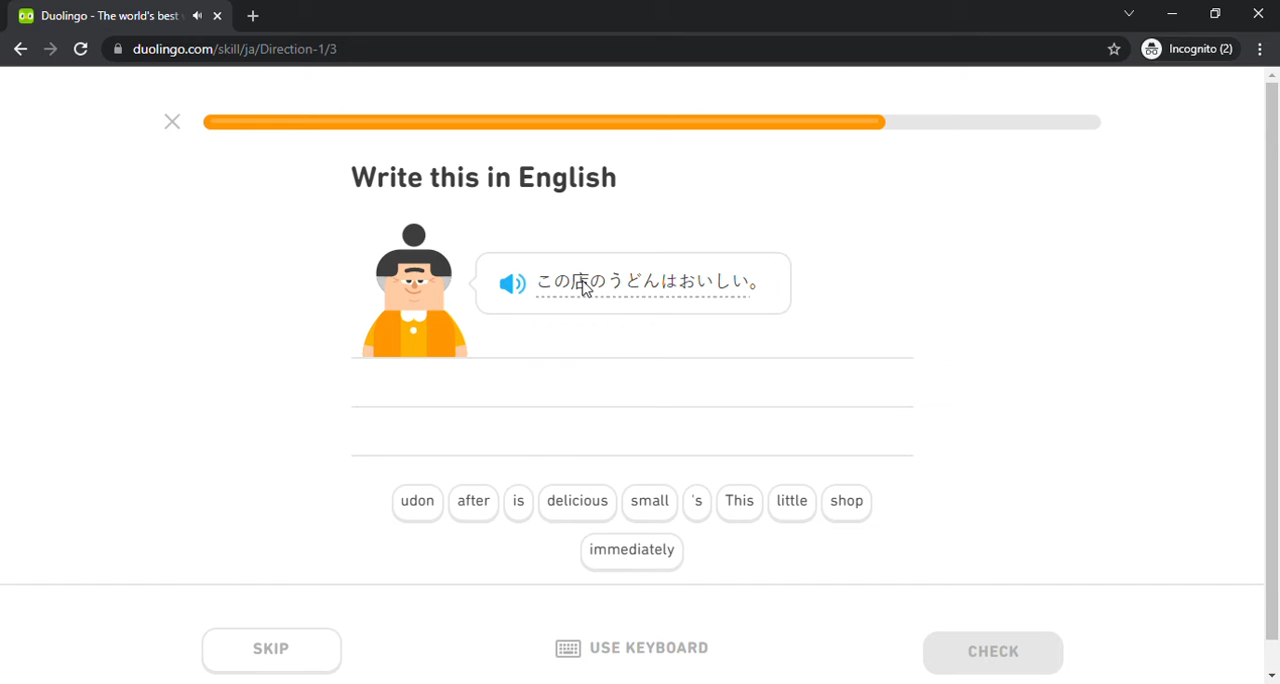 Duolingo - The world's best
duolingo.com/skill/ja/Direction-1/3
Incognito (2)
Write this in English
この店のうどんはおいしい。
udon after is delicious small 's This little shop
immediately
SKIP
USE KEYBOARD
CHECK